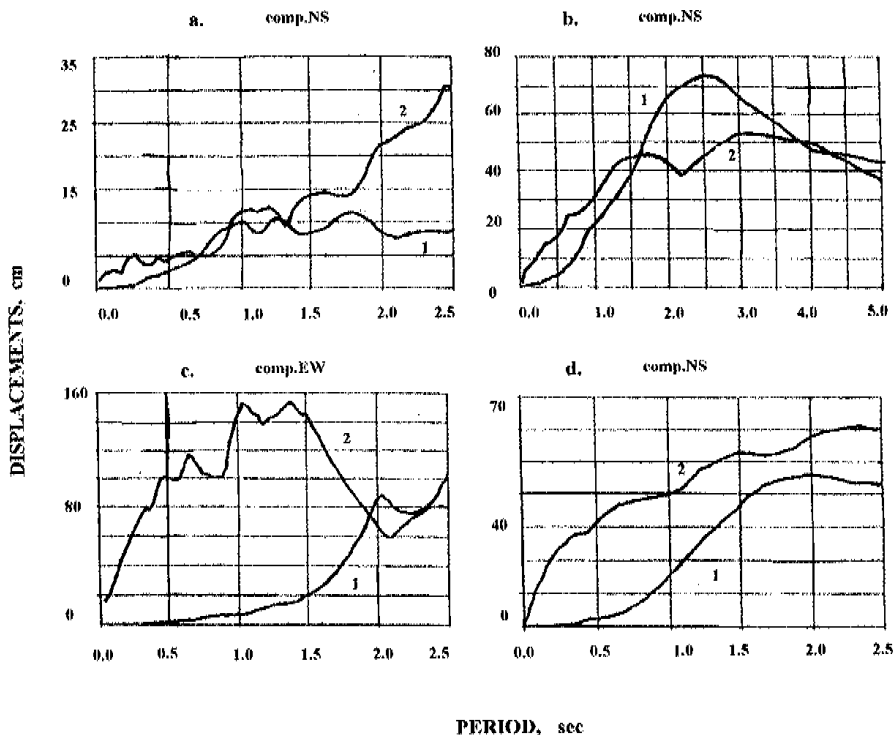 a. comp.NS
b. comp.NS
35
25
15
0
2
1
0.0 0.5 1.0 1.5 2.0 2.5
80
60
40
20
0
1
2
0.0 1.0 2.0 3.0 4.0 5.0
DISPLACEMENTS, cm
c. comp.EW
d. comp.NS
160
80
0
2
1
0.0 0.5 1.0 1.5 2.0 2.5
70
40
0
2
1
0.0 0.5 1.0 1.5 2.0 2.5
PERIOD, sec